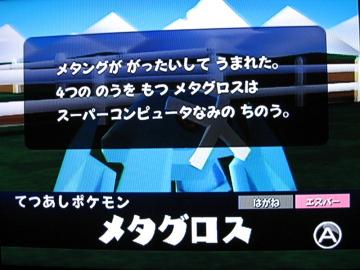 メタングが がったいして うまれた。
4つの のうを もつ メタグロスは
スーパーコンピュータなみの ちのう。
てつあしポケモン
はがね エスパー
メタグロス
A